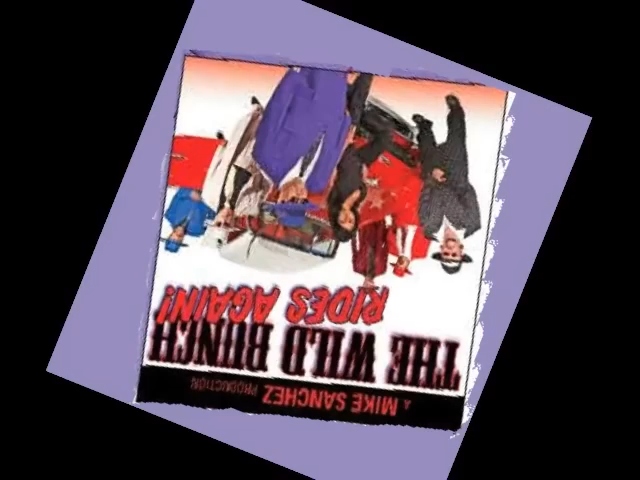 A MIKE SANCHEZ PRODUCTION
THE WILD BUNCH
RIDES AGAIN!